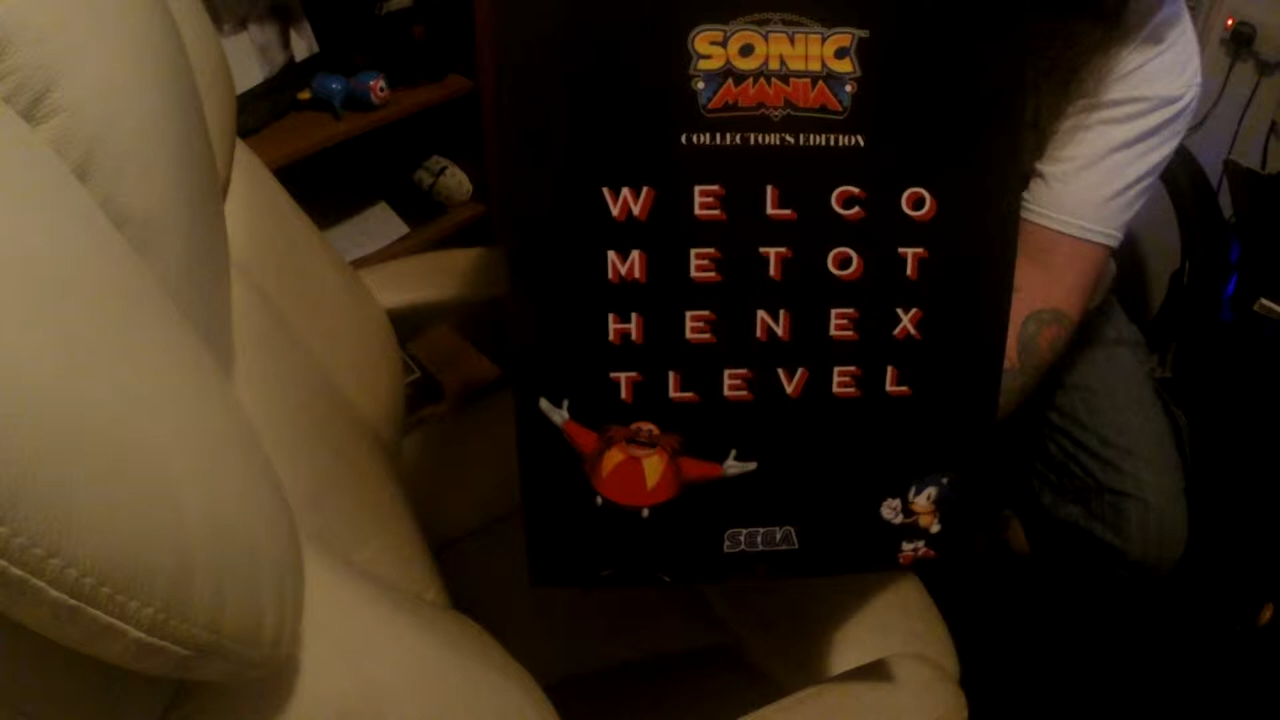 SONIC
MANIA
COLLECTOR'S EDITION
W E L C O
M E T O T
H E N E X
T L E V E L
SEGA